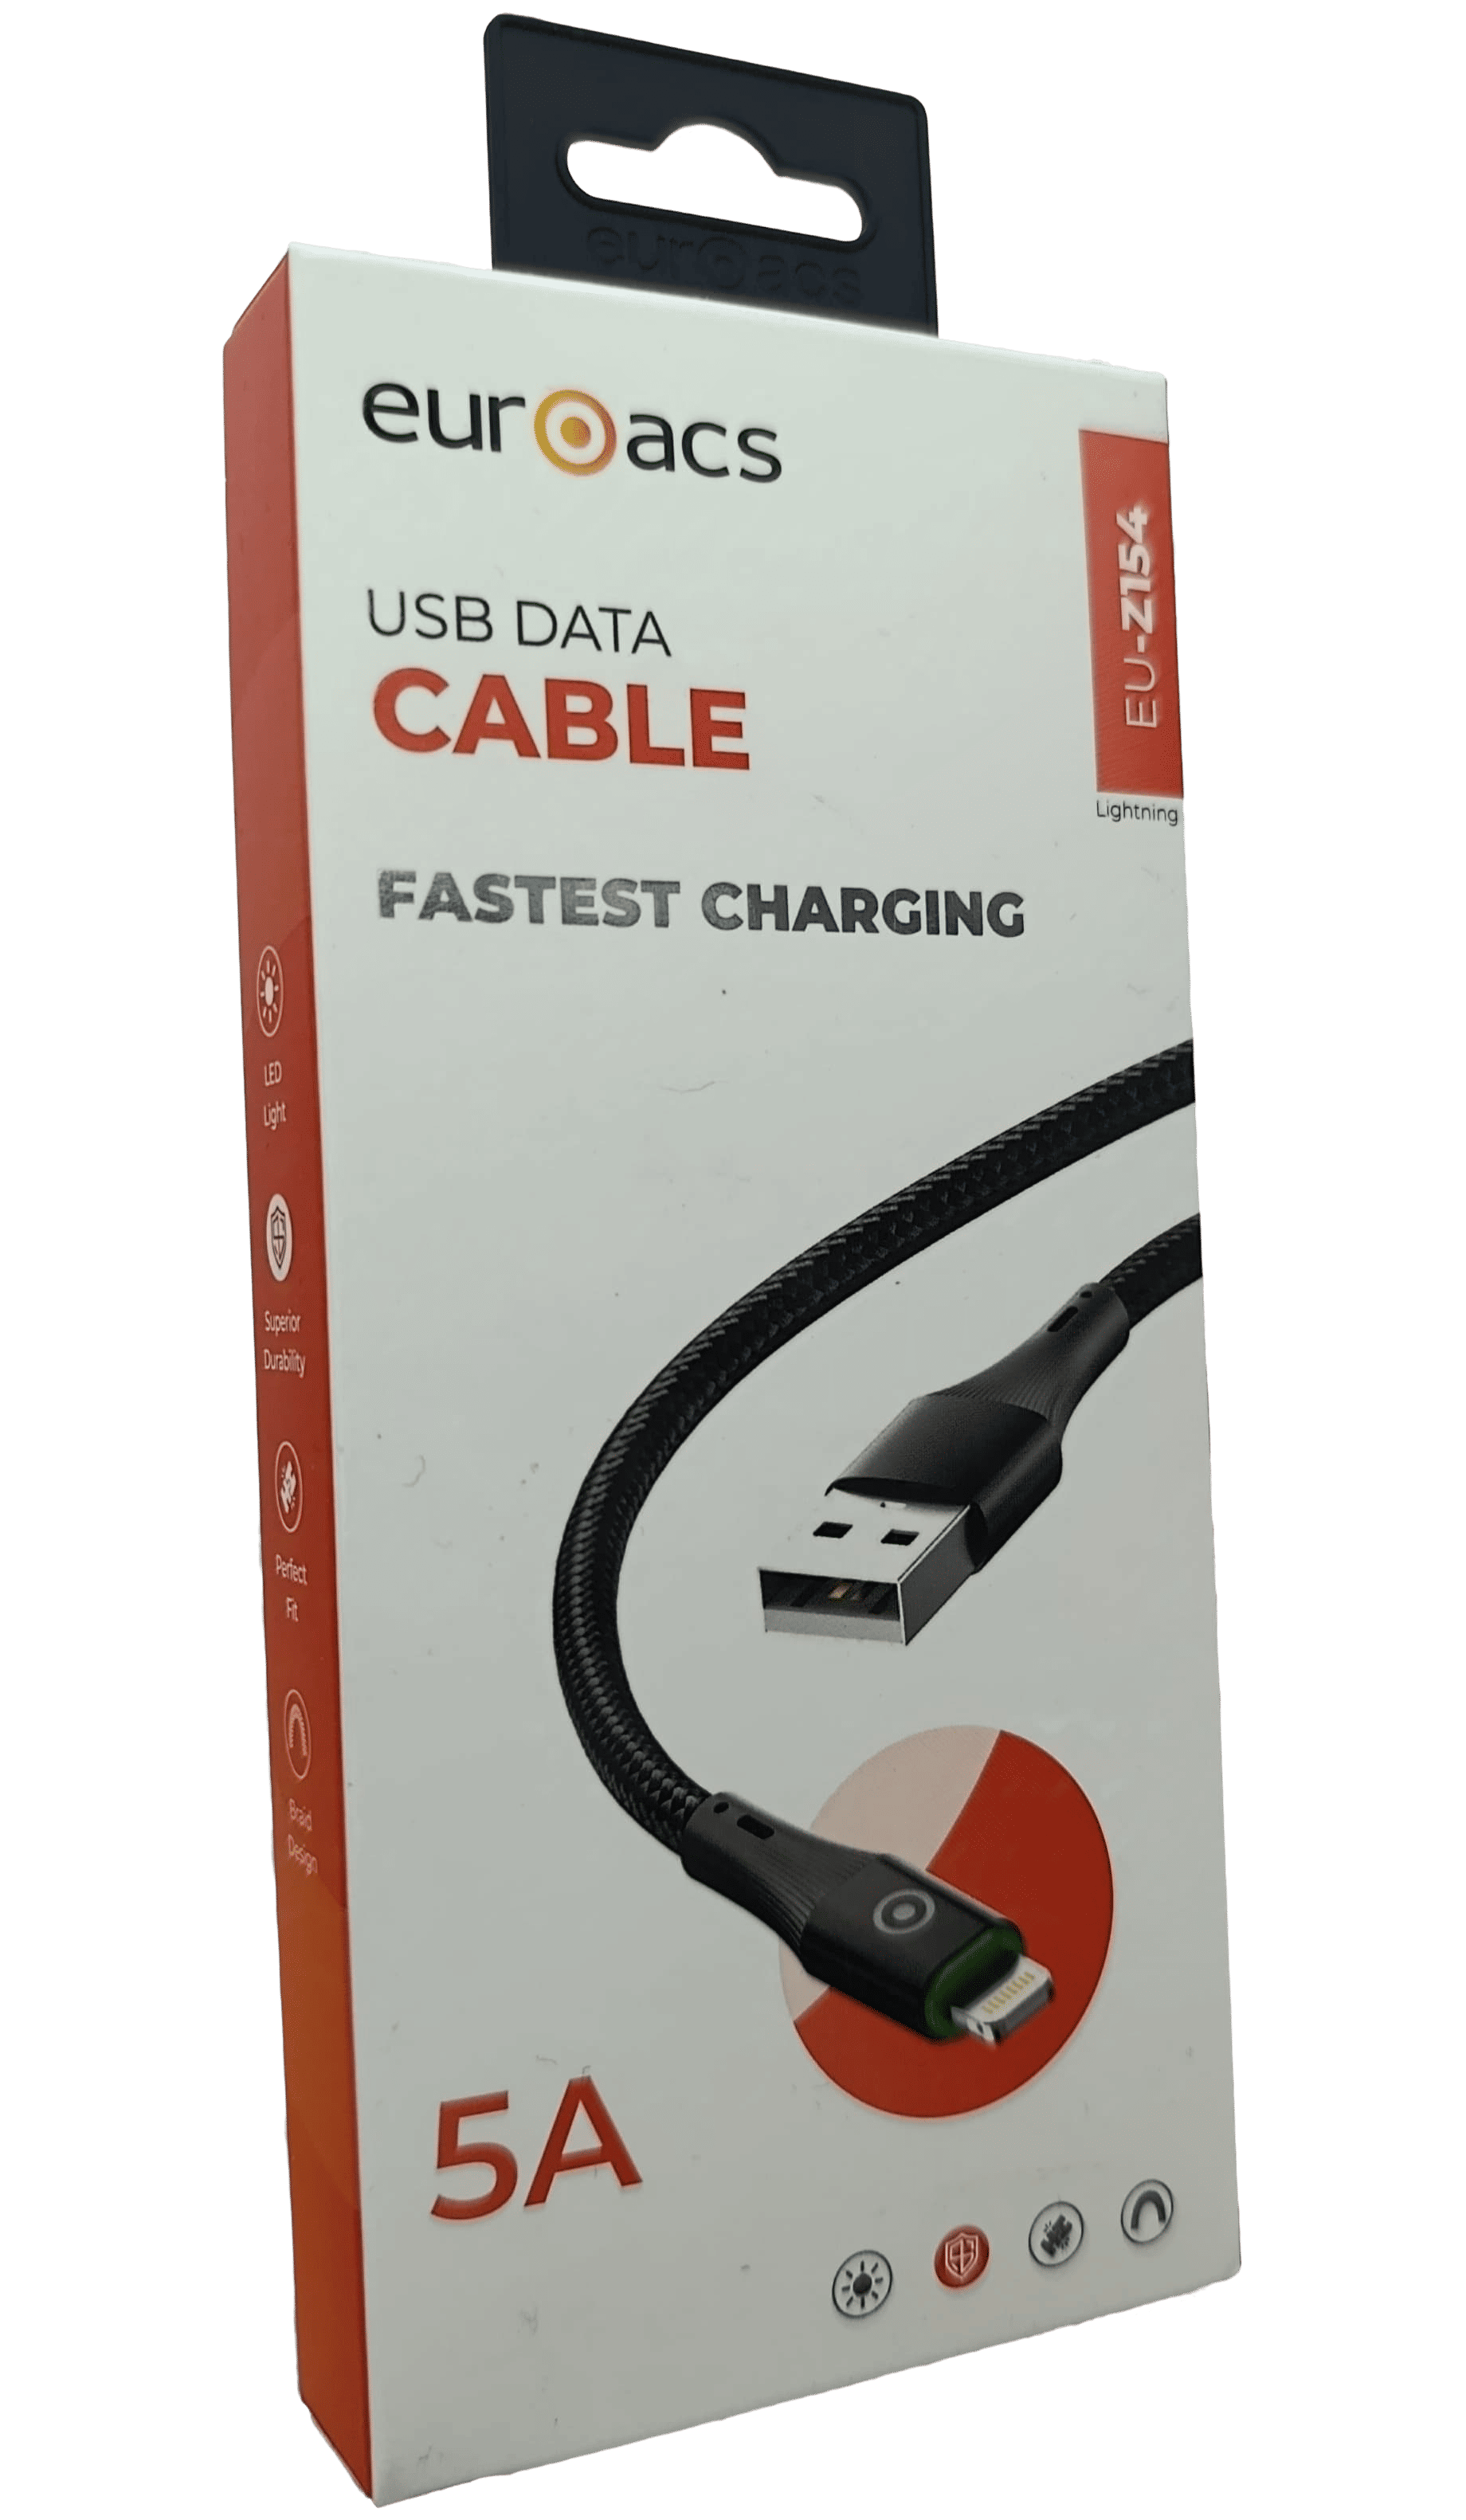 euroacs
euroacs
USB DATA
CABLE
EU-Z154
Lightning
FASTEST CHARGING
LED
Light
Superior
Durability
Perfect
Fit
Braid
Design
5A